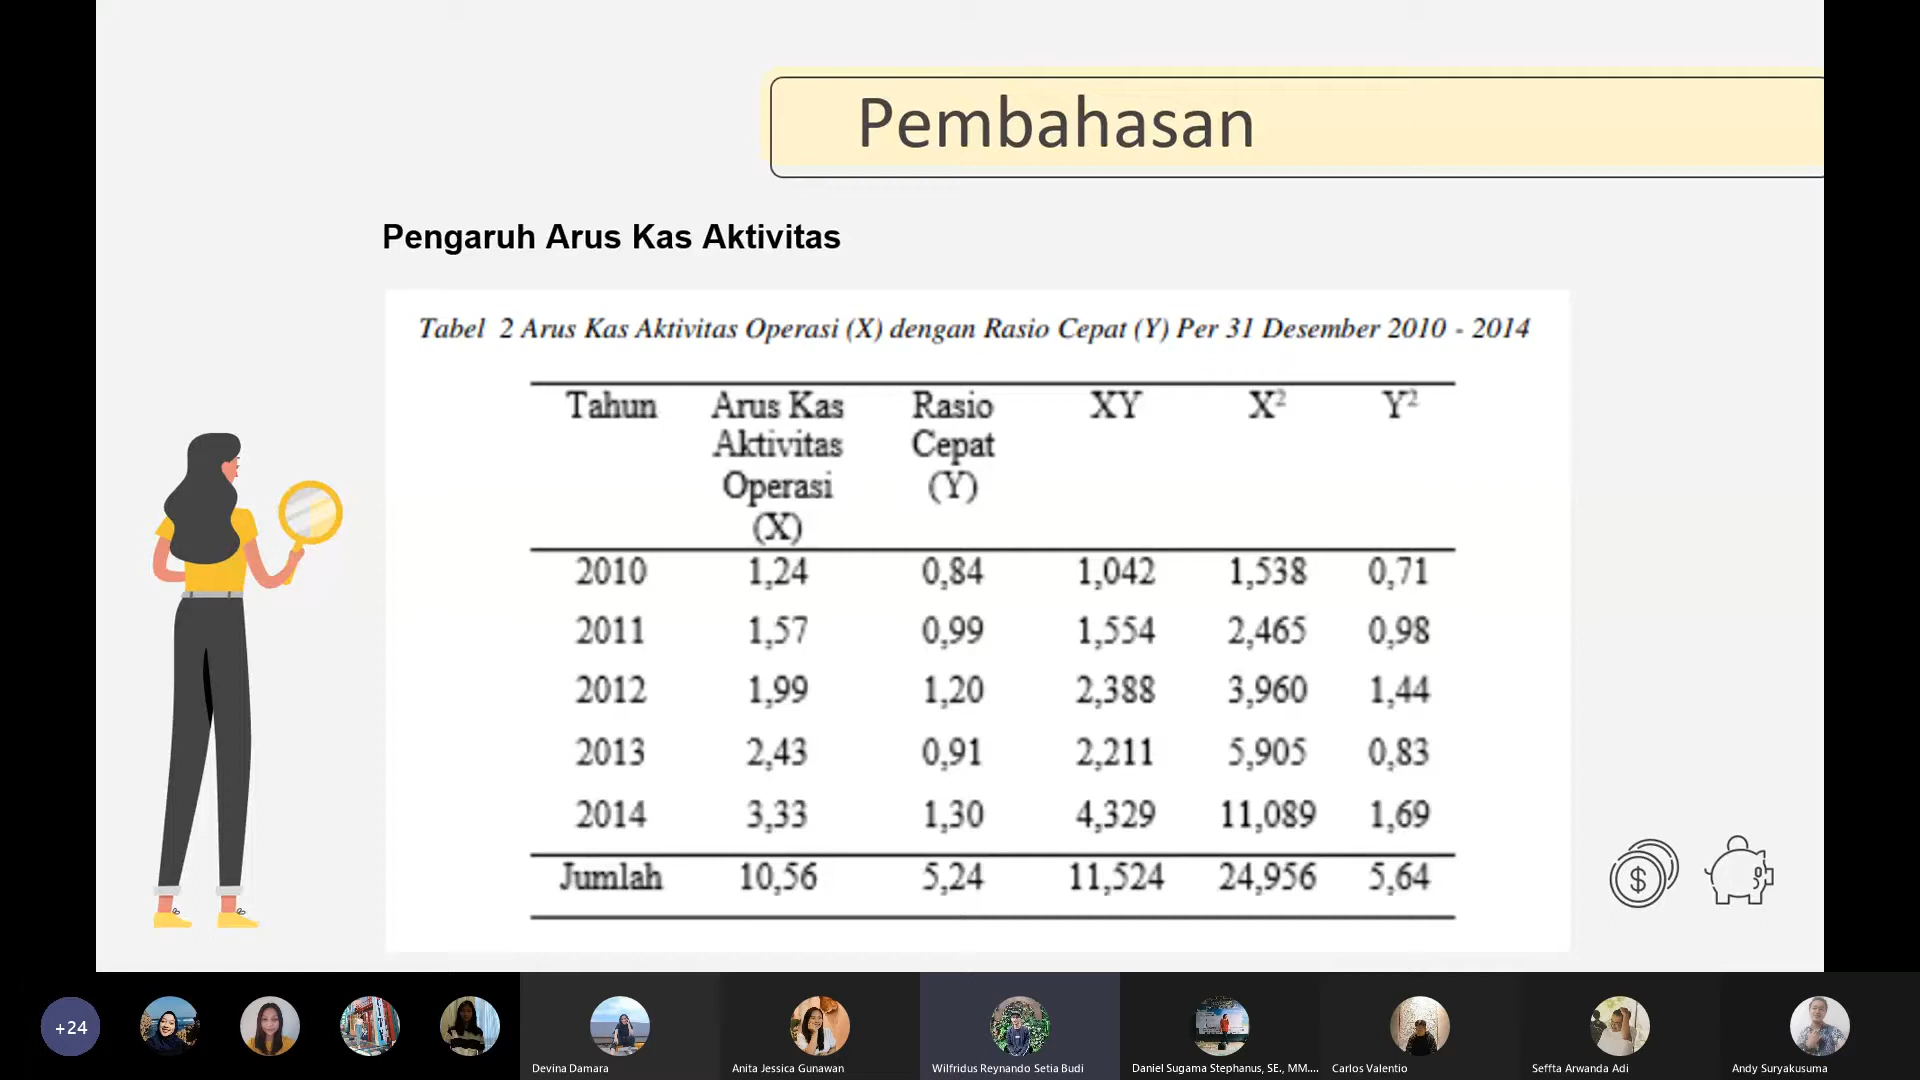 Pembahasan
Pengaruh Arus Kas Aktivitas
Tabel 2 Arus Kas Aktivitas Operasi (X) dengan Rasio Cepat (Y) Per 31 Desember 2010 - 2014
Tahun Arus Kas Aktivitas Operasi (X) Rasio Cepat (Y) XY X² Y²
2010 1,24 0,84 1,042 1,538 0,71
2011 1,57 0,99 1,554 2,465 0,98
2012 1,99 1,20 2,388 3,960 1,44
2013 2,43 0,91 2,211 5,905 0,83
2014 3,33 1,30 4,329 11,089 1,69
Jumlah 10,56 5,24 11,524 24,956 5,64
$
+24
Devina Damara
Anita Jessica Gunawan
Wilfridus Reynando Setia Budi
Daniel Sugama Stephanus, SE., MM....
Carlos Valentio
Seffta Arwanda Adi
Andy Suryakusuma